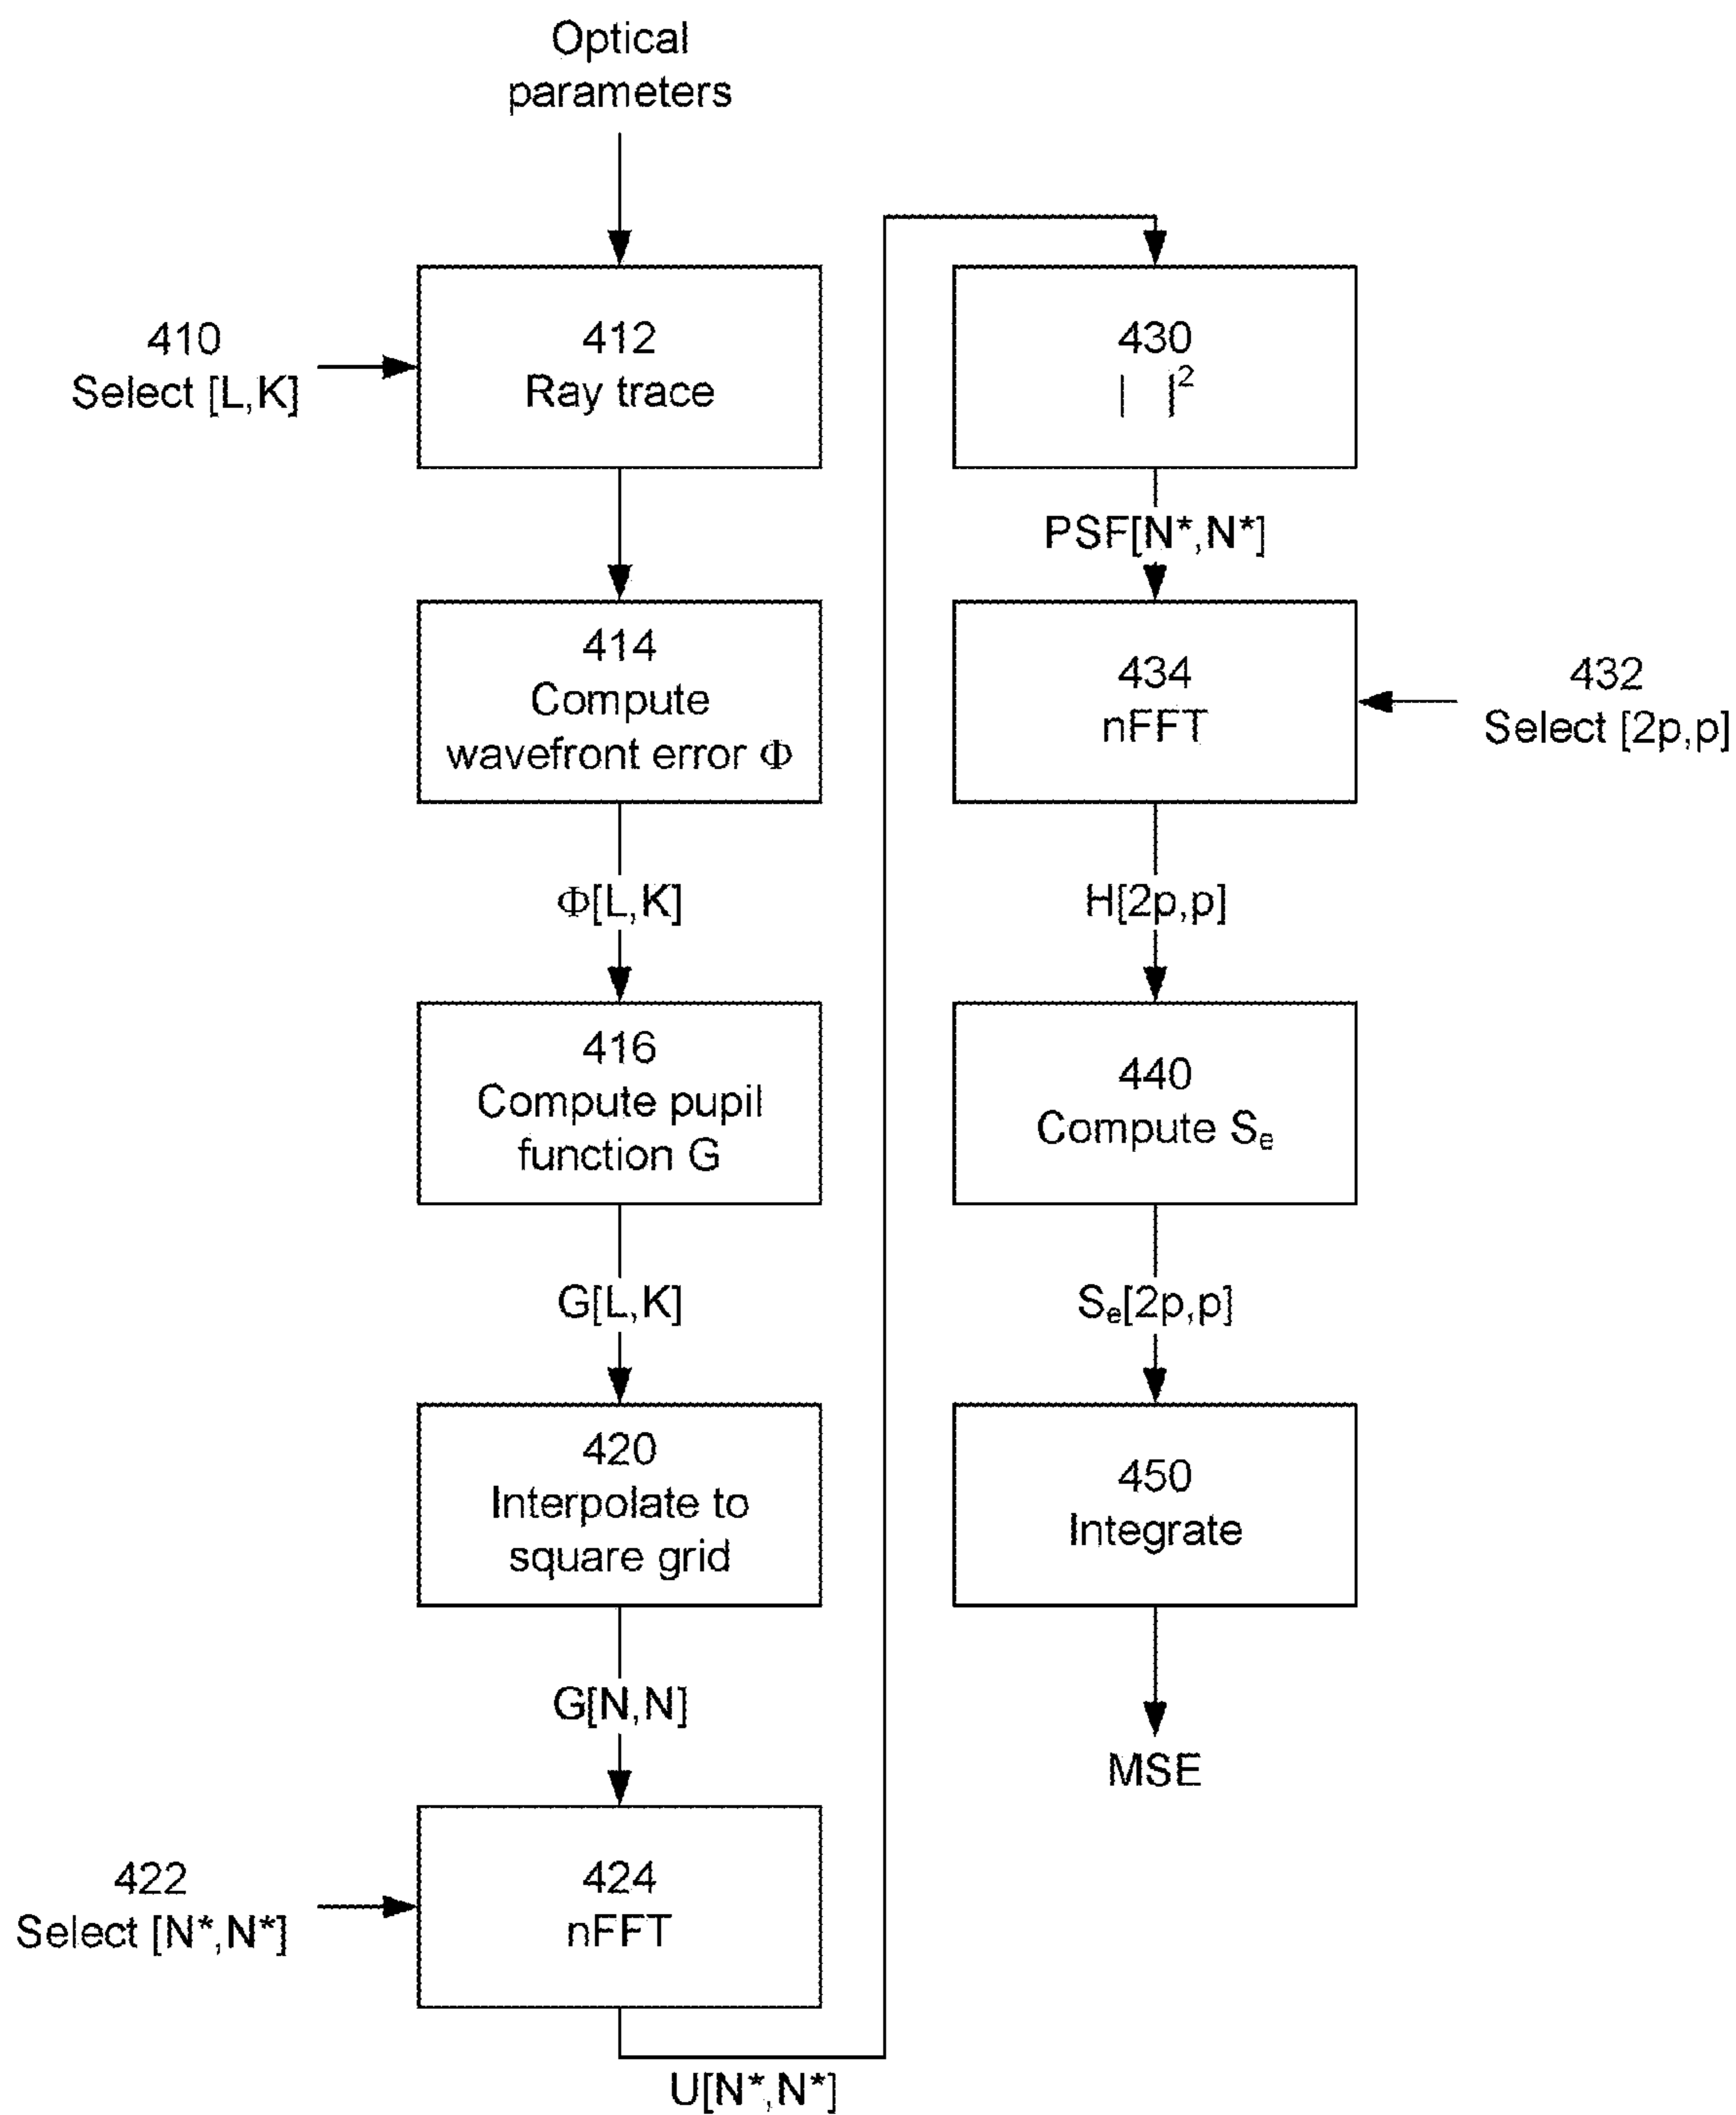 Optical
parameters
410
Select [L,K]
412
Ray trace
414
Compute
wavefront error Φ
Φ[L,K]
416
Compute pupil
function G
G[L,K]
420
Interpolate to
square grid
G[N,N]
422
Select [N*,N*]
424
nFFT
U[N*,N*]
430
| |²
PSF[N*,N*]
434
nFFT
432
Select [2p,p]
H[2p,p]
440
Compute Sₑ
Sₑ[2p,p]
450
Integrate
MSE